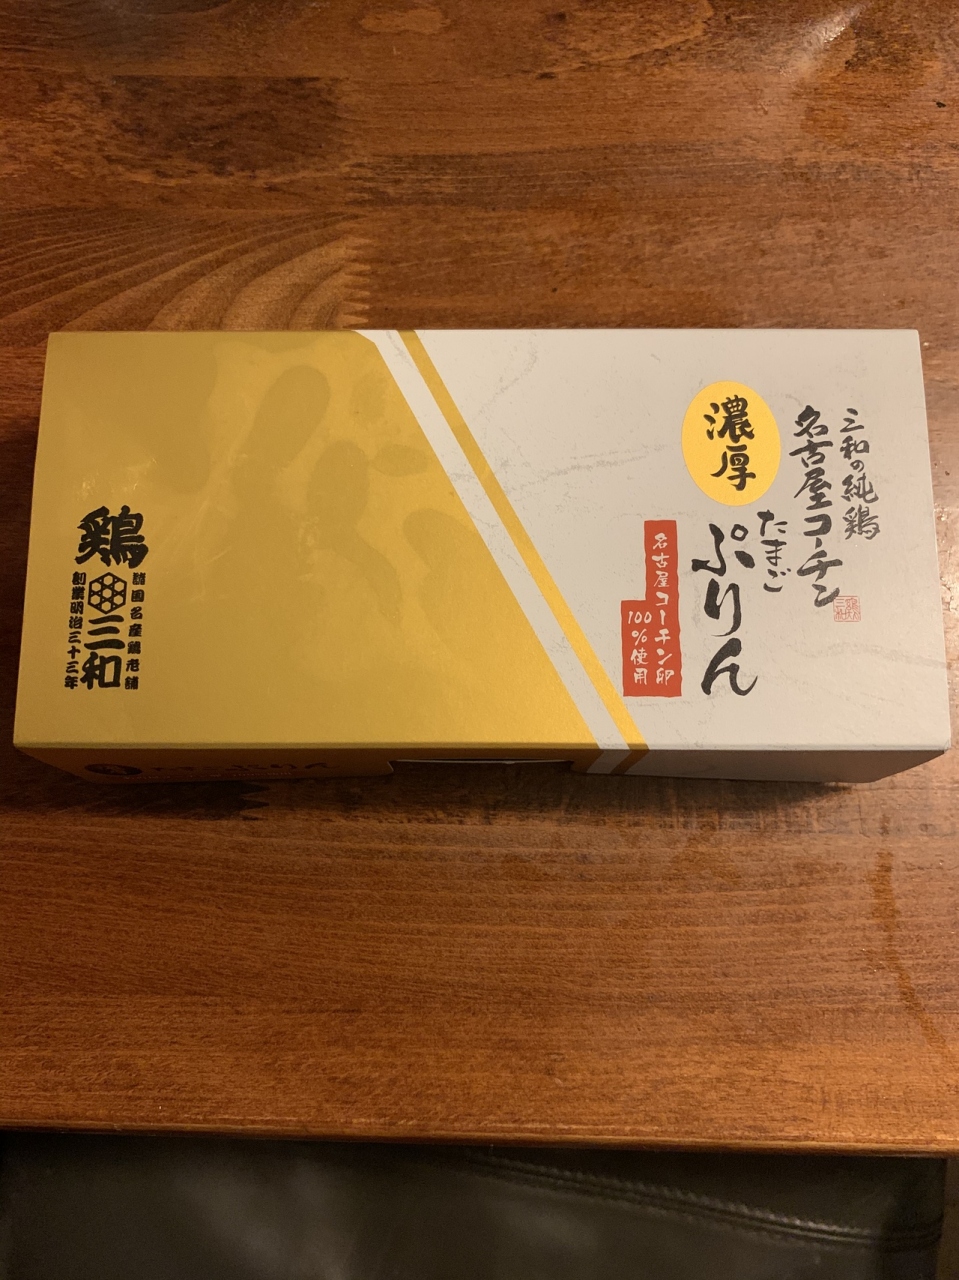 三和の純鶏
名古屋コーチン
濃厚
たまご
ぷりん
名古屋コーチン卵
100%使用
鶏三和
諸国名産鶏老舗
創業明治三十三年